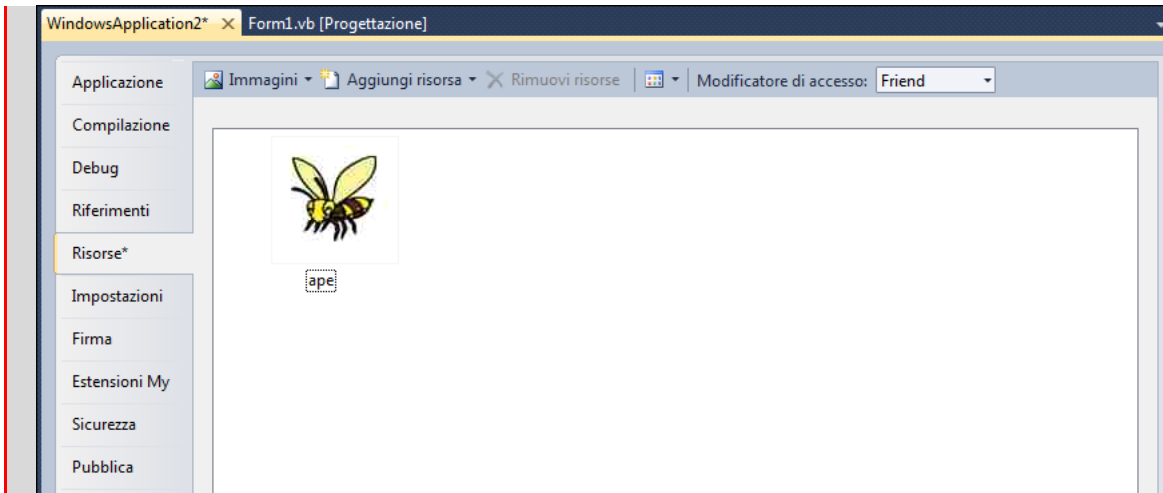 WindowsApplication2* Form1.vb [Progettazione]
Immagini Aggiungi risorsa Rimuovi risorse Modificatore di accesso: Friend
Applicazione
Compilazione
Debug
Riferimenti
Risorse*
Impostazioni
Firma
Estensioni My
Sicurezza
Pubblica
ape